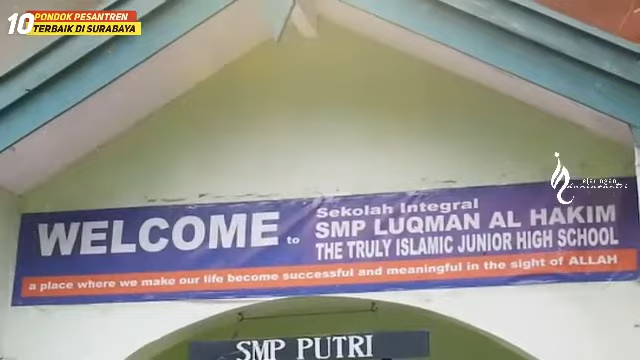 10 PONDOK PESANTREN
TERBAIK DI SURABAYA
WELCOME to
Sekolah Integral
SMP LUQMAN AL HAKIM
THE TRULY ISLAMIC JUNIOR HIGH SCHOOL
a place where we make our life become successful and meaningful in the sight of ALLAH
SMP PUTRI